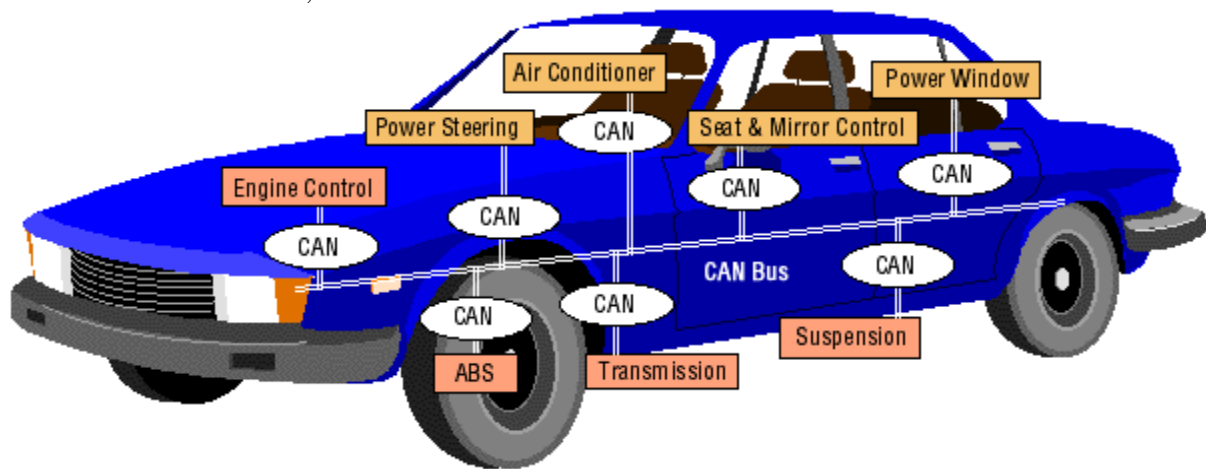 Air Conditioner
Power Window
Power Steering
CAN
Seat & Mirror Control
Engine Control
CAN
CAN
CAN
CAN
CAN Bus
CAN
CAN
CAN
Suspension
ABS
Transmission